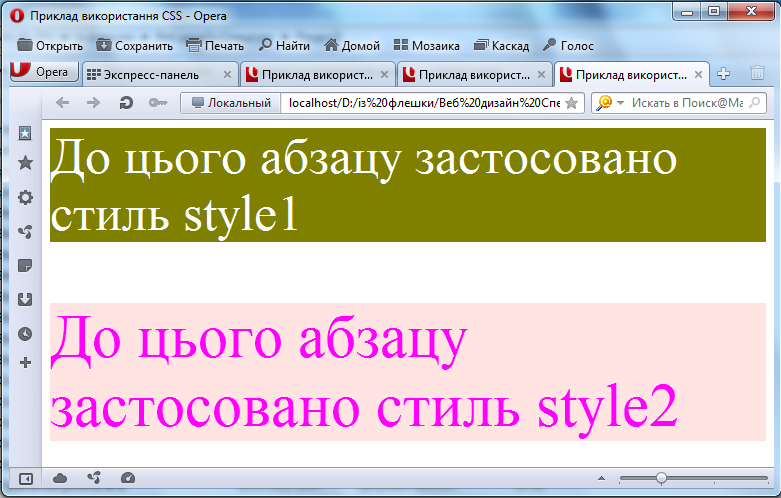 Приклад використання CSS - Opera
Открыть Сохранить Печать Найти Домой Мозаика Каскад Голос
Opera Экспресс-панель Приклад використ... Приклад використ... Приклад використ...
Локальный localhost/D:/із%20флешки/Веб%20дизайн%20Спе Искать в Поиск@Ма
До цього абзацу застосовано
стиль style1
До цього абзацу
застосовано стиль style2